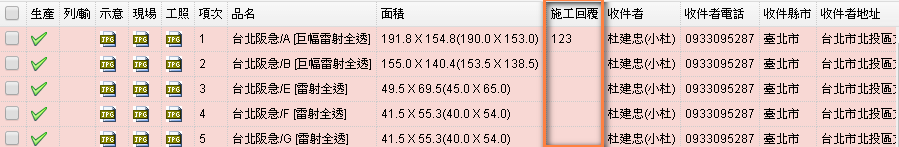 生產 列/輸 示意 現場 工照 項次 品名 面積 施工回覆 收件者 收件者電話 收件縣市 收件者地址
JPG JPG JPG 1 台北阪急/A [巨幅雷射全透] 191.8 X 154.8(190.0 X 153.0) 123 杜建忠(小杜) 0933095287 臺北市 台北市北投區
JPG JPG JPG 2 台北阪急/B [巨幅雷射全透] 155.0 X 140.4(153.5 X 138.5) 杜建忠(小杜) 0933095287 臺北市 台北市北投區
JPG JPG JPG 3 台北阪急/E [雷射全透] 49.5 X 69.5(45.0 X 65.0) 杜建忠(小杜) 0933095287 臺北市 台北市北投區
JPG JPG JPG 4 台北阪急/F [雷射全透] 41.5 X 55.3(40.0 X 54.0) 杜建忠(小杜) 0933095287 臺北市 台北市北投區
JPG JPG JPG 5 台北阪急/G [雷射全透] 41.5 X 55.3(40.0 X 54.0) 杜建忠(小杜) 0933095287 臺北市 台北市北投區